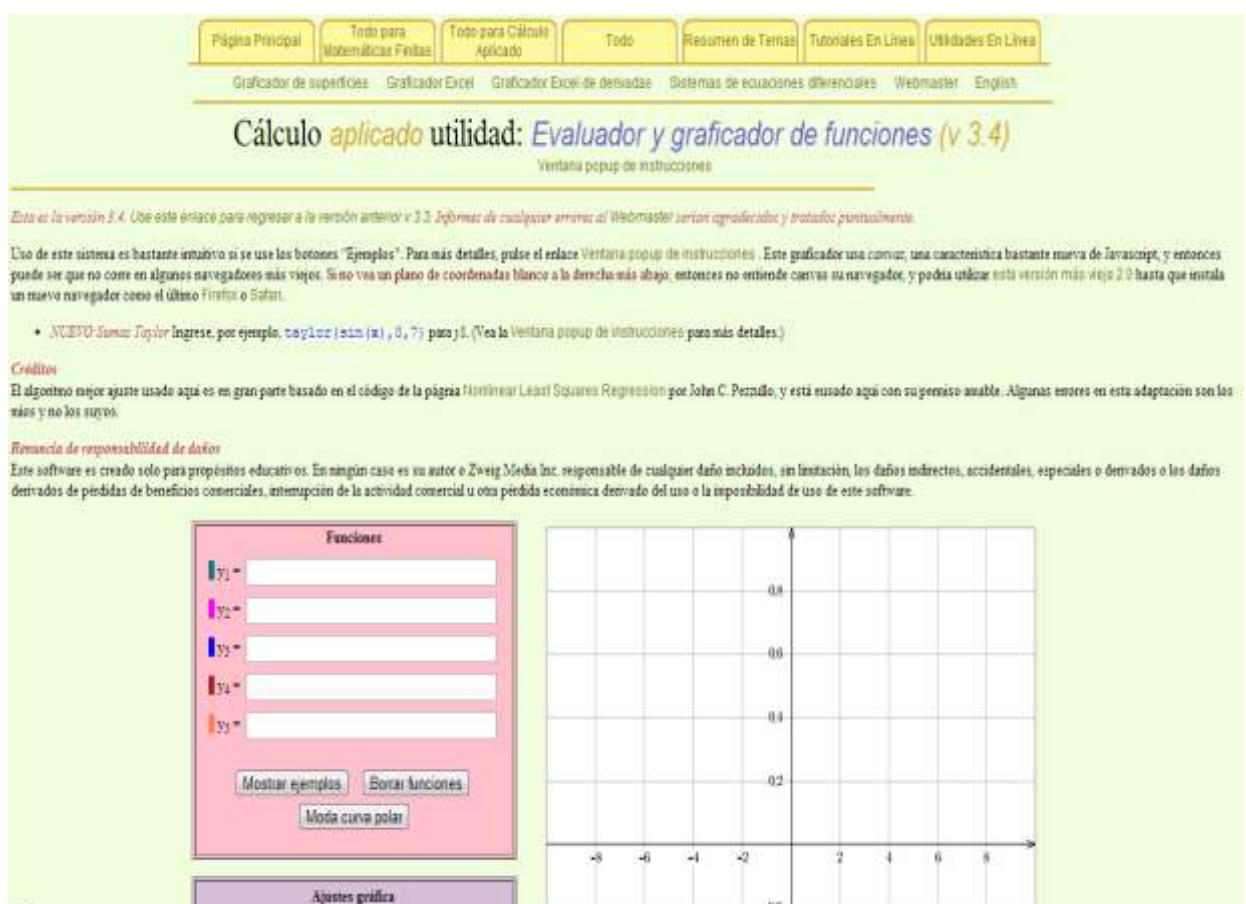 Página Principal
Todo para
Matemáticas Finitas
Todo para Cálculo
Aplicado
Todo
Resumen de Temas
Tutoriales En Línea
Utilidades En Línea
Graficador de superficies Graficador Excel Graficador Excel de derivadas Sistemas de ecuaciones diferenciales Webmaster English
Cálculo aplicado utilidad: Evaluador y graficador de funciones (v 3.4)
Ventana popup de instrucciones
Esta es la versión 3.4. Use este enlace para regresar a la versión anterior v 3.3. Informes de cualquier errores al Webmaster serían agradecidos y tratados puntualmente.
Uso de este sistema es bastante intuitivo si se use los botones "Ejemplos". Para más detalles, pulse el enlace Ventana popup de instrucciones . Este graficador usa canvas, una característica bastante nueva de Javascript, y entonces
puede ser que no corre en algunos navegadores más viejos. Si no vea un plano de coordenadas blanco a la derecha más abajo, entonces no entiende canvas su navegador, y podría utilizar esta versión más vieja 2.0 hasta que instala
un nuevo navegador como el último Firefox o Safari.
• NUEVO: Sumas Taylor Ingrese, por ejemplo, taylor(sin(x),0,7) para y1. (Vea la Ventana popup de instrucciones para más detalles.)
Créditos
El algoritmo mejor ajuste usado aquí es en gran parte basado en el código de la página Nonlinear Least Squares Regression por John C. Pezzullo, y está eusado aquí con su permiso amable. Algunas errores en esta adaptación son los
míos y no los suyos.
Renuncia de responsabilidad de daños
Este software es creado solo para propósitos educativos. En ningún caso es su autor o Zweig Media Inc. responsable de cualquier daño incluidos, sin limitación, los daños indirectos, accidentales, especiales o derivados o los daños
derivados de pérdidas de beneficios comerciales, interrupción de la actividad comercial u otra pérdida económica derivado del uso o la imposibilidad de uso de este software.
Funciones
y1 =
y2 =
y3 =
y4 =
y5 =
Mostrar ejemplos Borrar funciones
Moda curva polar
Ajustes gráfica
0.8
0.6
0.4
0.2
-8 -6 -4 -2 2 4 6 8